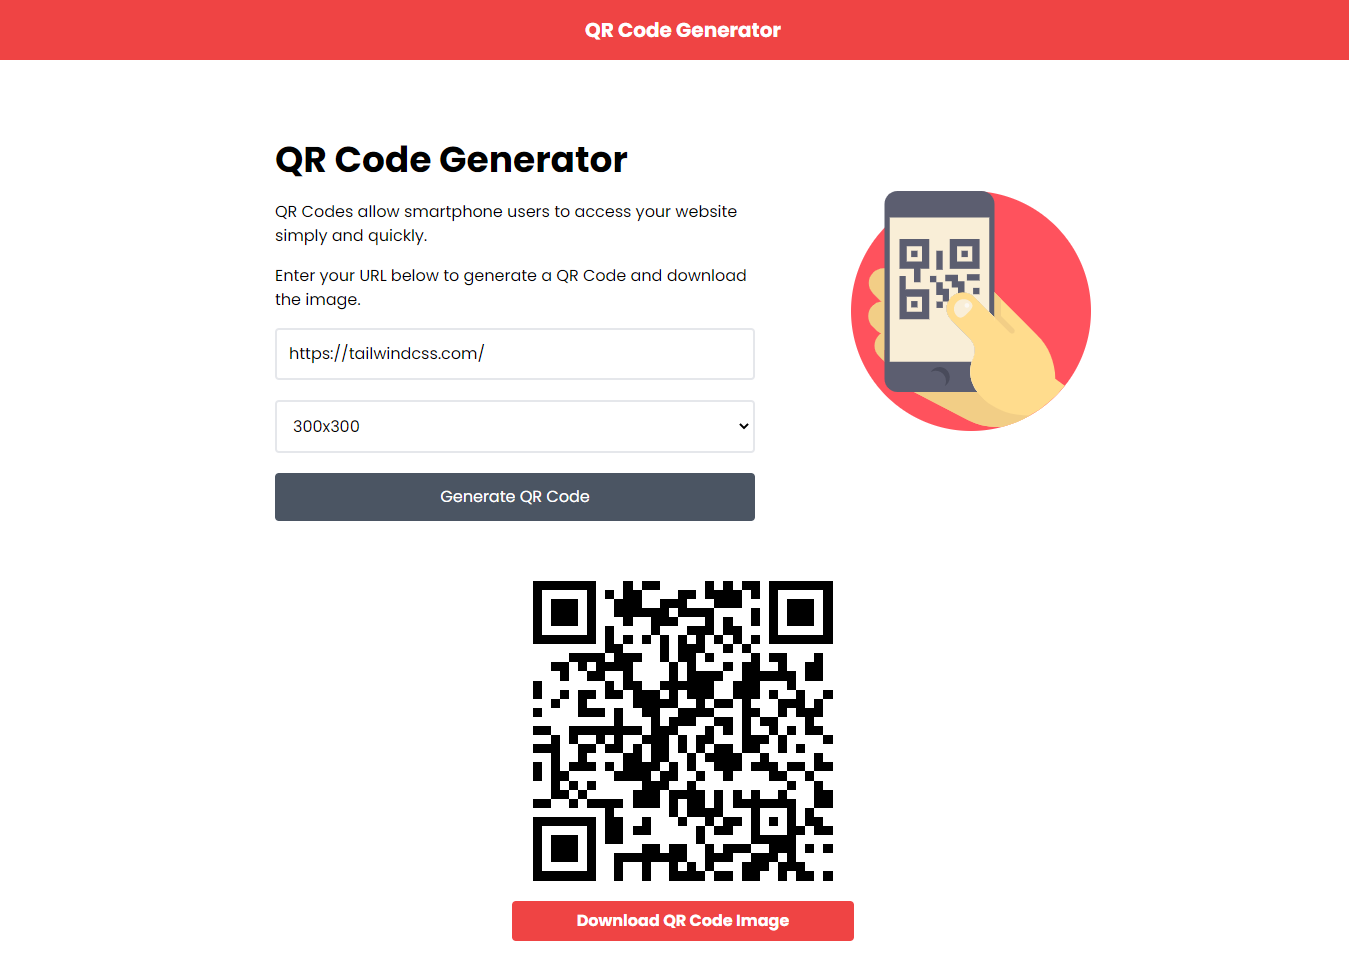 QR Code Generator
QR Code Generator
QR Codes allow smartphone users to access your website
simply and quickly.
Enter your URL below to generate a QR Code and download
the image.
https://tailwindcss.com/
300x300
Generate QR Code
Download QR Code Image